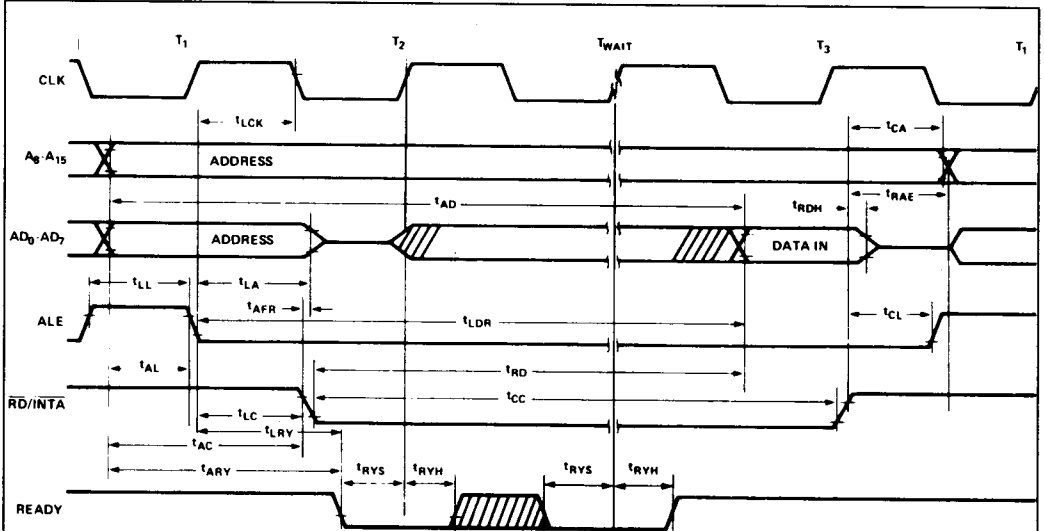 T1 T2 TWAIT T3 T1
CLK
tLCK tCA
A8-A15 ADDRESS
tAD tRDH tRAE
AD0-AD7 ADDRESS DATA IN
tLL tLA
tAFR
ALE tLDR tCL
tAL tRD
RD/INTA tCC
tLC
tLRY
tAC
tARY tRYS tRYH tRYS tRYH
READY